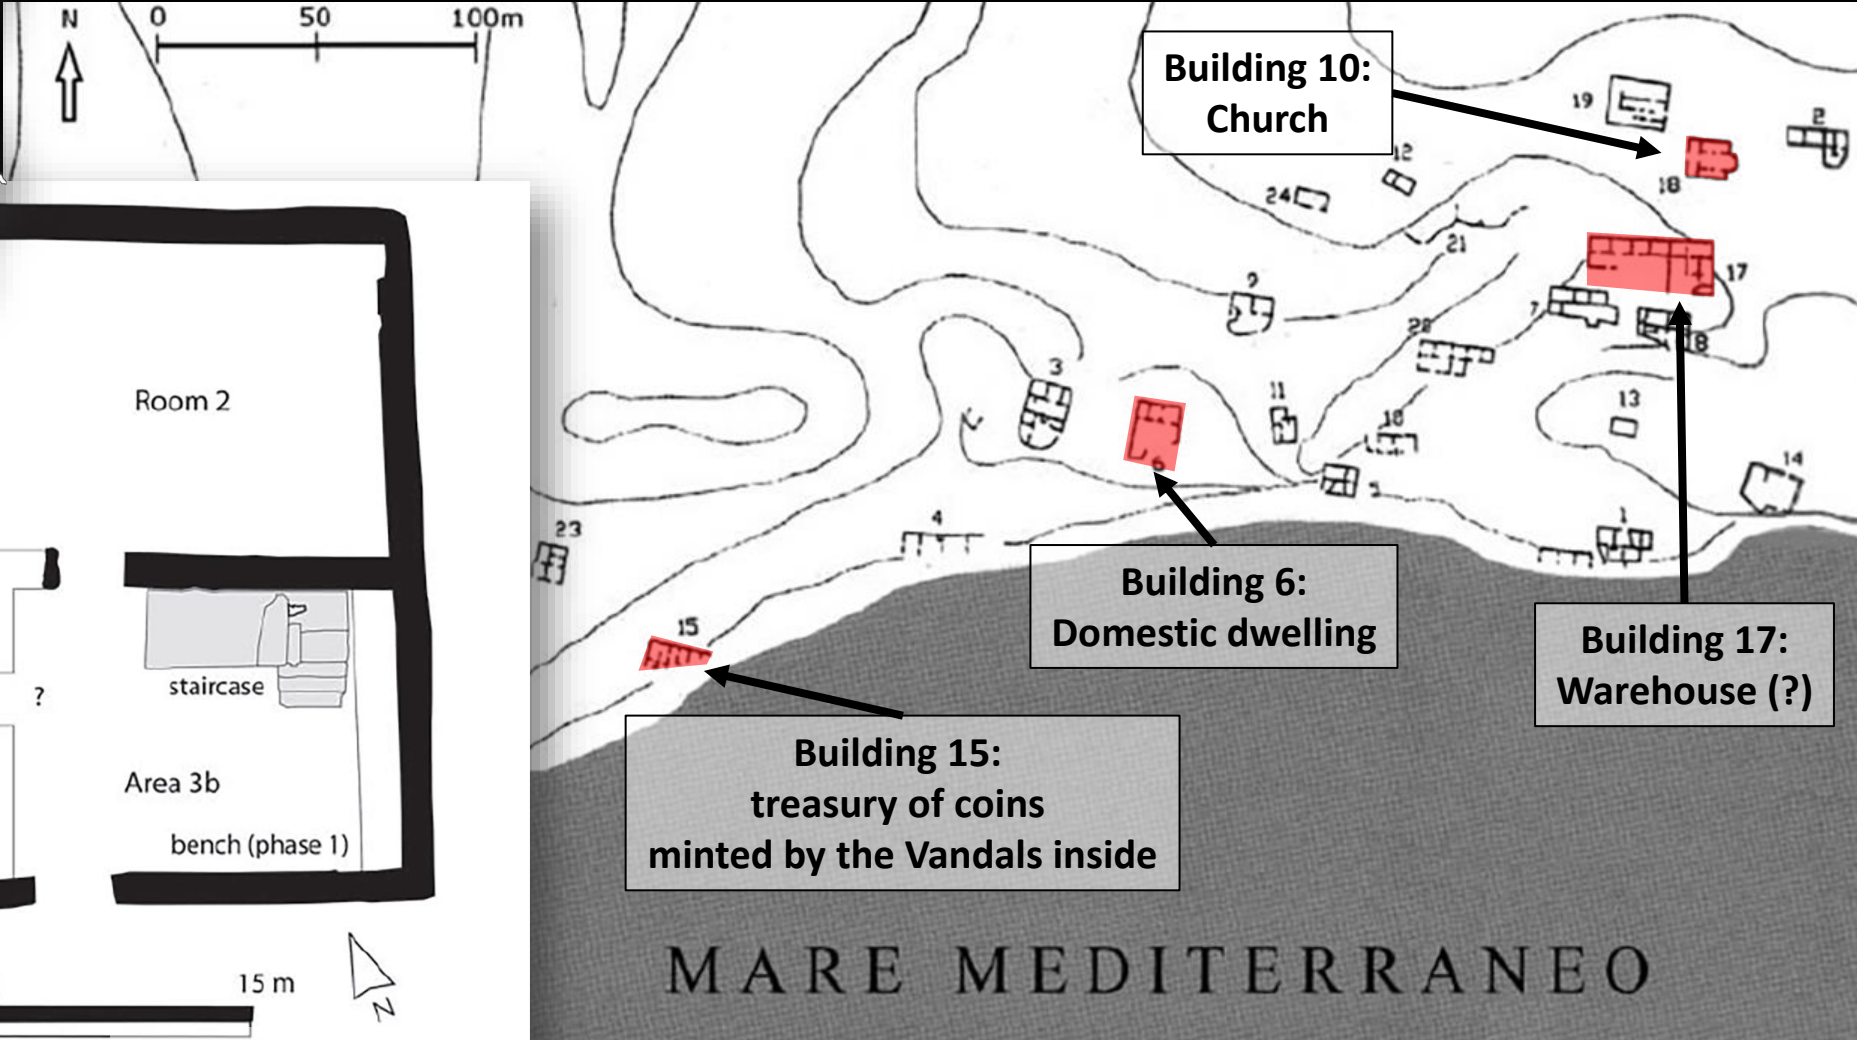 N
0 50 100m
Building 10:
Church
19
2
12
18
24
21
17
9
7
20
8
3
11
13
10
6
14
5
1
4
23
15
Room 2
staircase
?
Area 3b
bench (phase 1)
15 m
N
Building 6:
Domestic dwelling
Building 17:
Warehouse (?)
Building 15:
treasury of coins
minted by the Vandals inside
MARE MEDITERRANEO